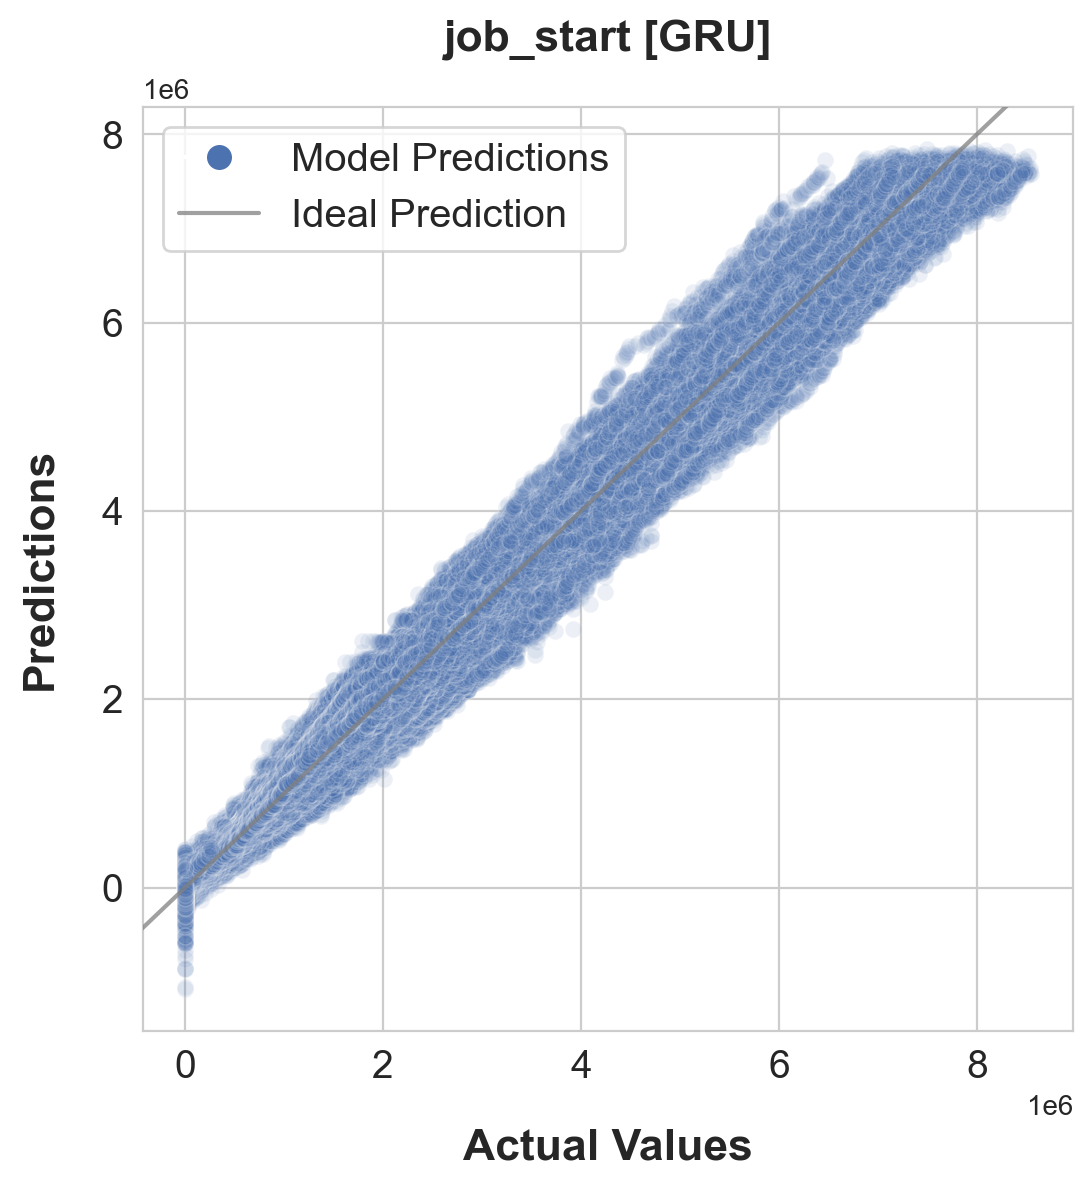 job_start [GRU]
1e6
Model Predictions
Ideal Prediction
8
6
4
2
0
Predictions
0 2 4 6 8
1e6
Actual Values